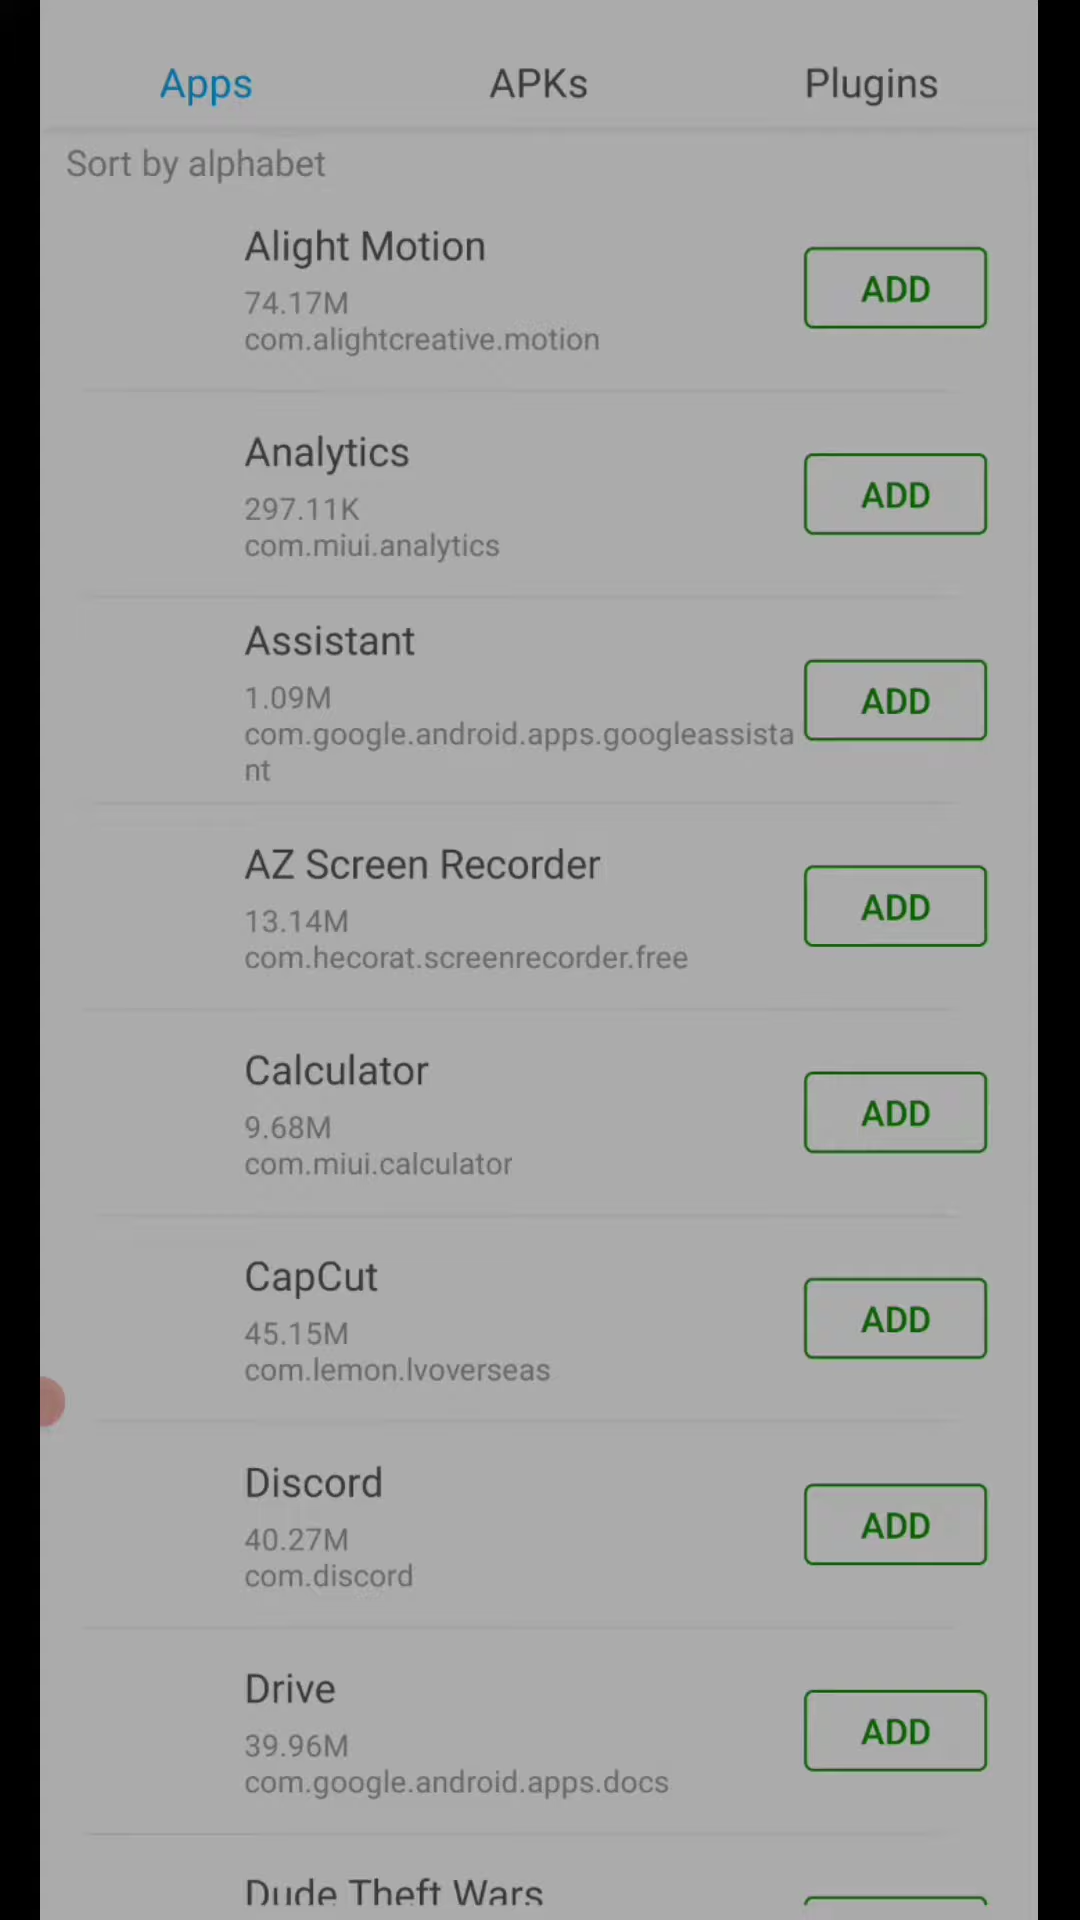 Apps
APKs
Plugins
Sort by alphabet
Alight Motion
74.17M
com.alightcreative.motion
ADD
Analytics
297.11K
com.miui.analytics
ADD
Assistant
1.09M
com.google.android.apps.googleassista
nt
ADD
AZ Screen Recorder
13.14M
com.hecorat.screenrecorder.free
ADD
Calculator
9.68M
com.miui.calculator
ADD
CapCut
45.15M
com.lemon.lvoverseas
ADD
Discord
40.27M
com.discord
ADD
Drive
39.96M
com.google.android.apps.docs
ADD
Dude Theft Wars